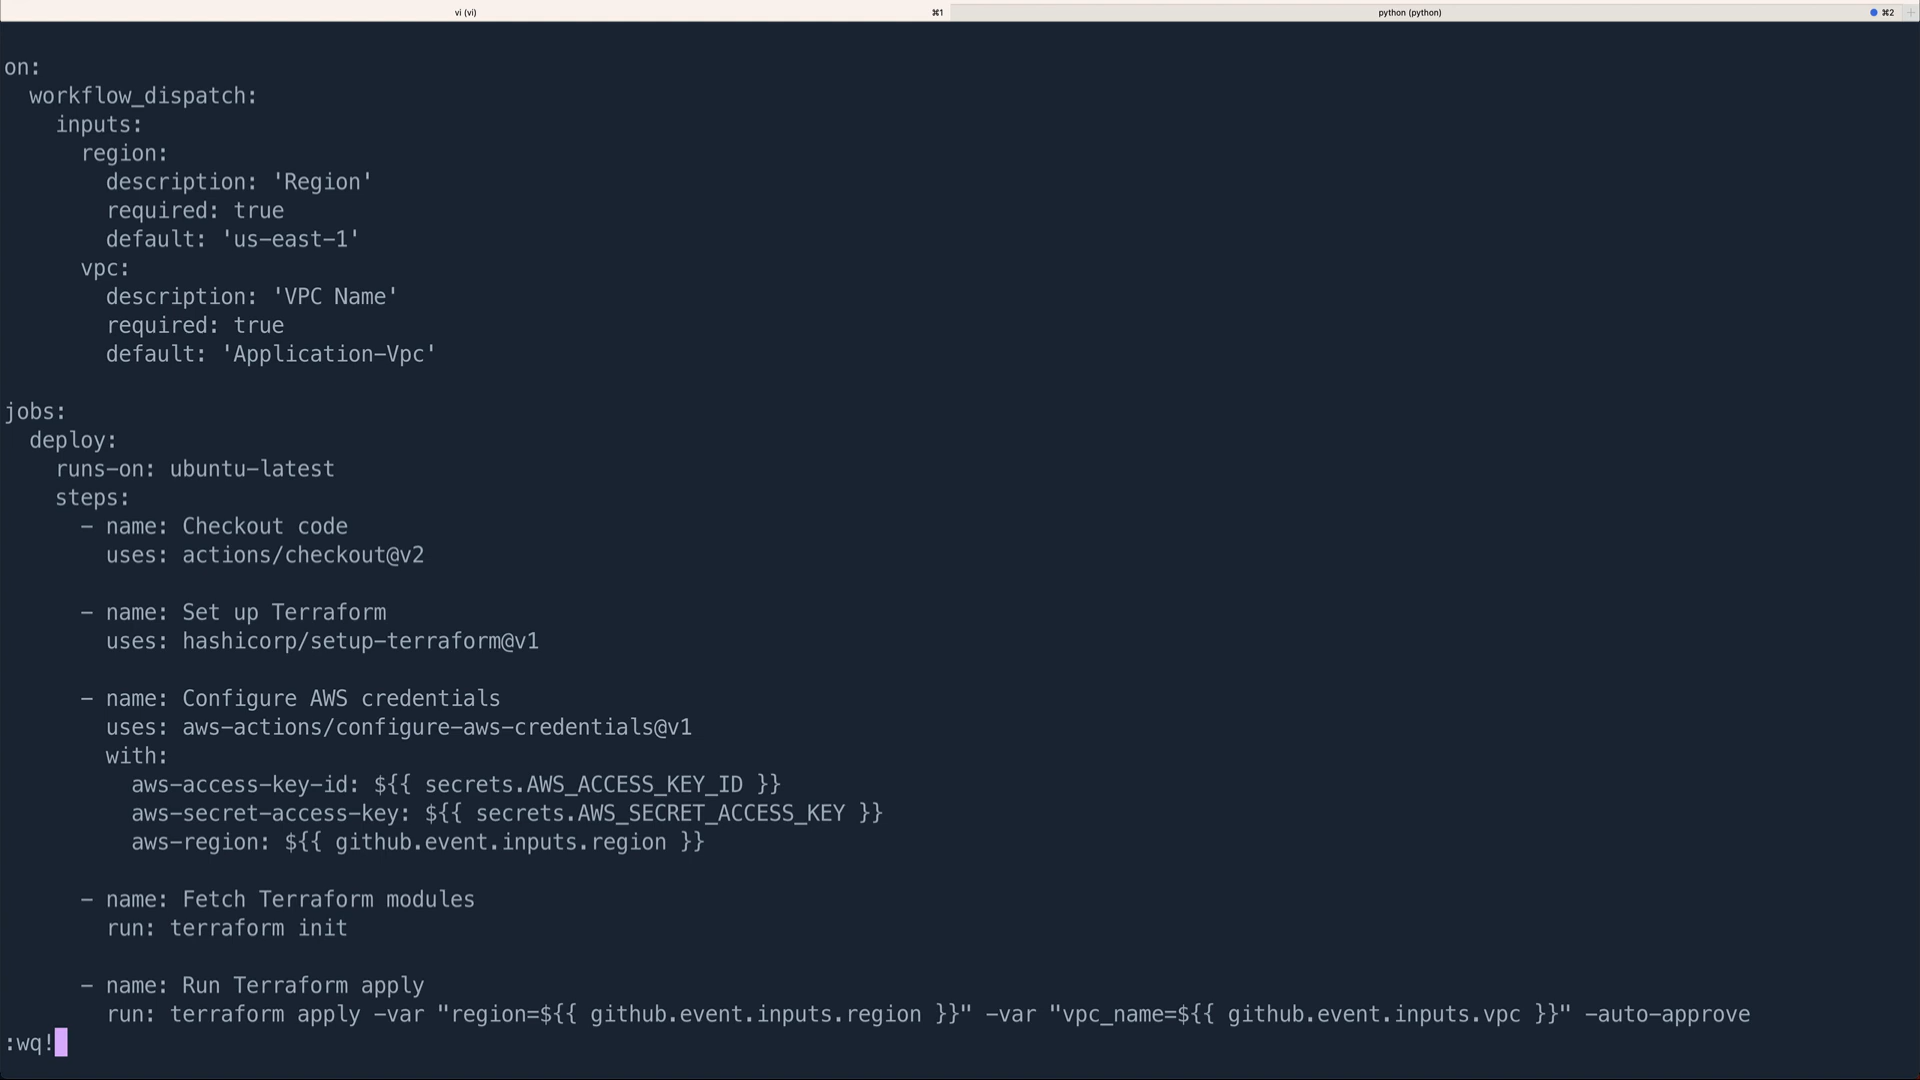 vi (vi) ⌘1 python (python) ⌘2 +
on:
  workflow_dispatch:
    inputs:
      region:
        description: 'Region'
        required: true
        default: 'us-east-1'
      vpc:
        description: 'VPC Name'
        required: true
        default: 'Application-Vpc'

jobs:
  deploy:
    runs-on: ubuntu-latest
    steps:
      - name: Checkout code
        uses: actions/checkout@v2

      - name: Set up Terraform
        uses: hashicorp/setup-terraform@v1

      - name: Configure AWS credentials
        uses: aws-actions/configure-aws-credentials@v1
        with:
          aws-access-key-id: ${{ secrets.AWS_ACCESS_KEY_ID }}
          aws-secret-access-key: ${{ secrets.AWS_SECRET_ACCESS_KEY }}
          aws-region: ${{ github.event.inputs.region }}

      - name: Fetch Terraform modules
        run: terraform init

      - name: Run Terraform apply
        run: terraform apply -var "region=${{ github.event.inputs.region }}" -var "vpc_name=${{ github.event.inputs.vpc }}" -auto-approve
:wq!